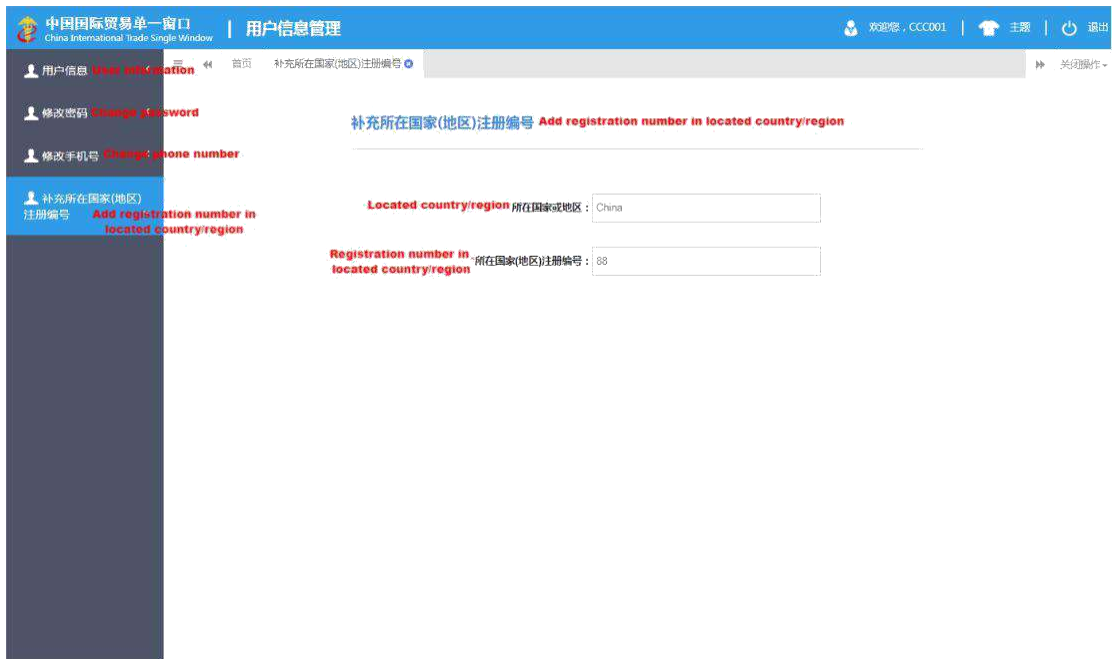 中国国际贸易单一窗口
China International Trade Single Window
用户信息管理
欢迎您，CCC001
主题
退出
用户信息 User information
首页
补充所在国家(地区)注册编号
关闭操作
修改密码 Change password
修改手机号 Change phone number
补充所在国家(地区)
注册编号 Add registration number in
located country/region
补充所在国家(地区)注册编号 Add registration number in located country/region
Located country/region 所在国家或地区： China
Registration number in
located country/region
*所在国家(地区)注册编号： 88